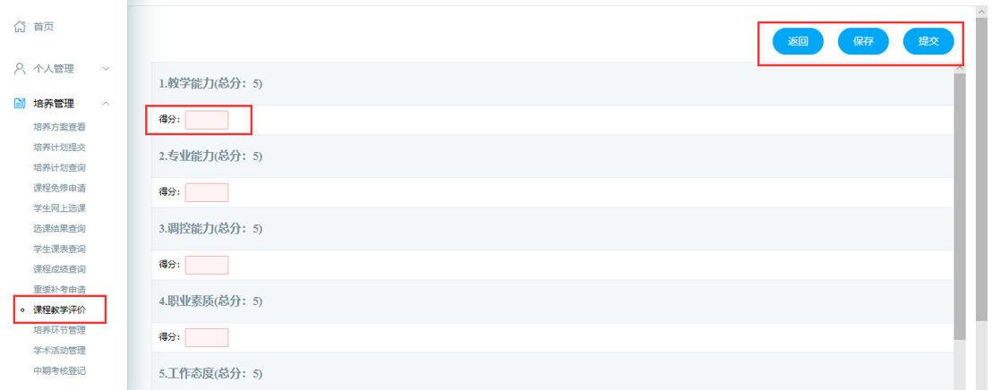 首页
个人管理
培养管理
培养方案查看
培养计划提交
培养计划查询
课程免修申请
学生网上选课
选课结果查询
学生课表查询
课程成绩查询
重缓补考申请
课程教学评价
培养环节管理
学术活动管理
中期考核登记
返回 保存 提交
1.教学能力(总分：5)
得分：
2.专业能力(总分：5)
得分：
3.调控能力(总分：5)
得分：
4.职业素质(总分：5)
得分：
5.工作态度(总分：5)